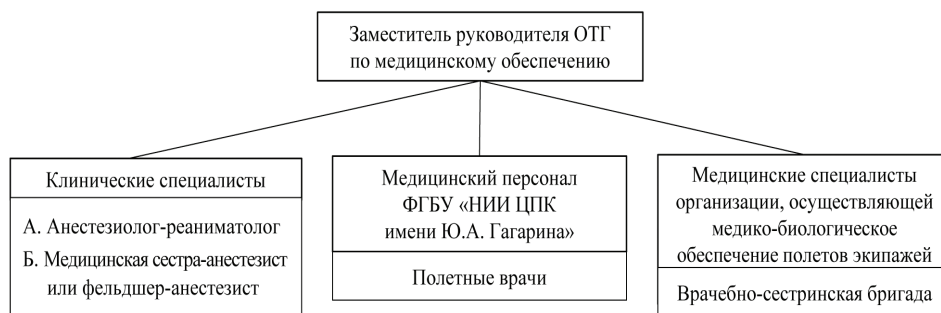 Заместитель руководителя ОТГ
по медицинскому обеспечению
Клинические специалисты
А. Анестезиолог-реаниматолог
Б. Медицинская сестра-анестезист
или фельдшер-анестезист
Медицинский персонал
ФГБУ «НИИ ЦПК
имени Ю.А. Гагарина»
Полетные врачи
Медицинские специалисты
организации, осуществляющей
медико-биологическое
обеспечение полетов экипажей
Врачебно-сестринская бригада